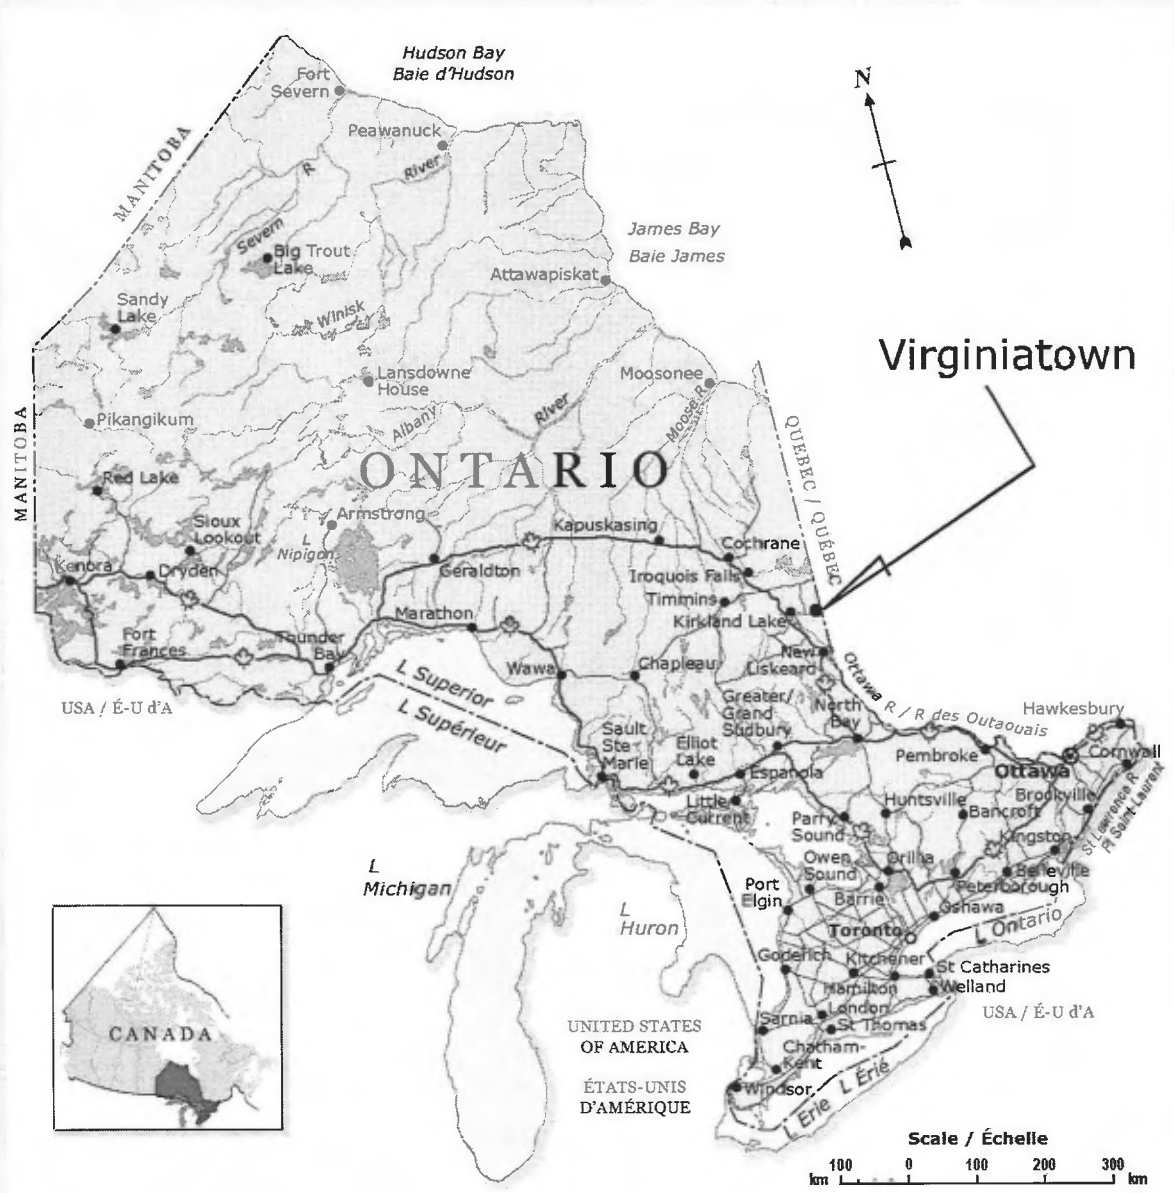 Hudson Bay
Baie d'Hudson
N
Fort
Severn
Peawanuck
River
MANITOBA
R
Severn
Big Trout
Lake
James Bay
Baie James
Attawapiskat
Sandy
Lake
Winisk
Virginiatown
Lansdowne
House
Moosonee
Pikangikum
Albany
River
Moose R
MANITOBA
QUEBEC / QUÉBEC
ONTARIO
Red Lake
Armstrong
Sioux
Lookout
L
Nipigon
Kapuskasing
Cochrane
Kenora
Dryden
Geraldton
Iroquois Falls
Timmins
Kirkland Lake
Marathon
Fort
Frances
Thunder
Bay
Wawa
Chapleau
New
Liskeard
Ottawa R / R des Outaouais
L Superior
L Supérieur
USA / É-U d'A
Greater/
Grand
Sudbury
North
Bay
Hawkesbury
Sault
Ste
Marie
Elliot
Lake
Espanola
Pembroke
Ottawa
Cornwall
Little
Current
Parry
Sound
Huntsville
Bancroft
Brockville
St Lawrence R
Fl Saint-Laurent
Kingston
Owen
Sound
Orillia
Belleville
Peterborough
L
Michigan
Port
Elgin
Barrie
Oshawa
L
Huron
Toronto
L Ontario
Goderich
Kitchener
St Catharines
Hamilton
Welland
London
Sarnia
St Thomas
USA / É-U d'A
CANADA
UNITED STATES
OF AMERICA
Chatham-
Kent
ÉTATS-UNIS
D'AMÉRIQUE
Windsor
L Erie
L Érié
Scale / Échelle
100 0 100 200 300
km km